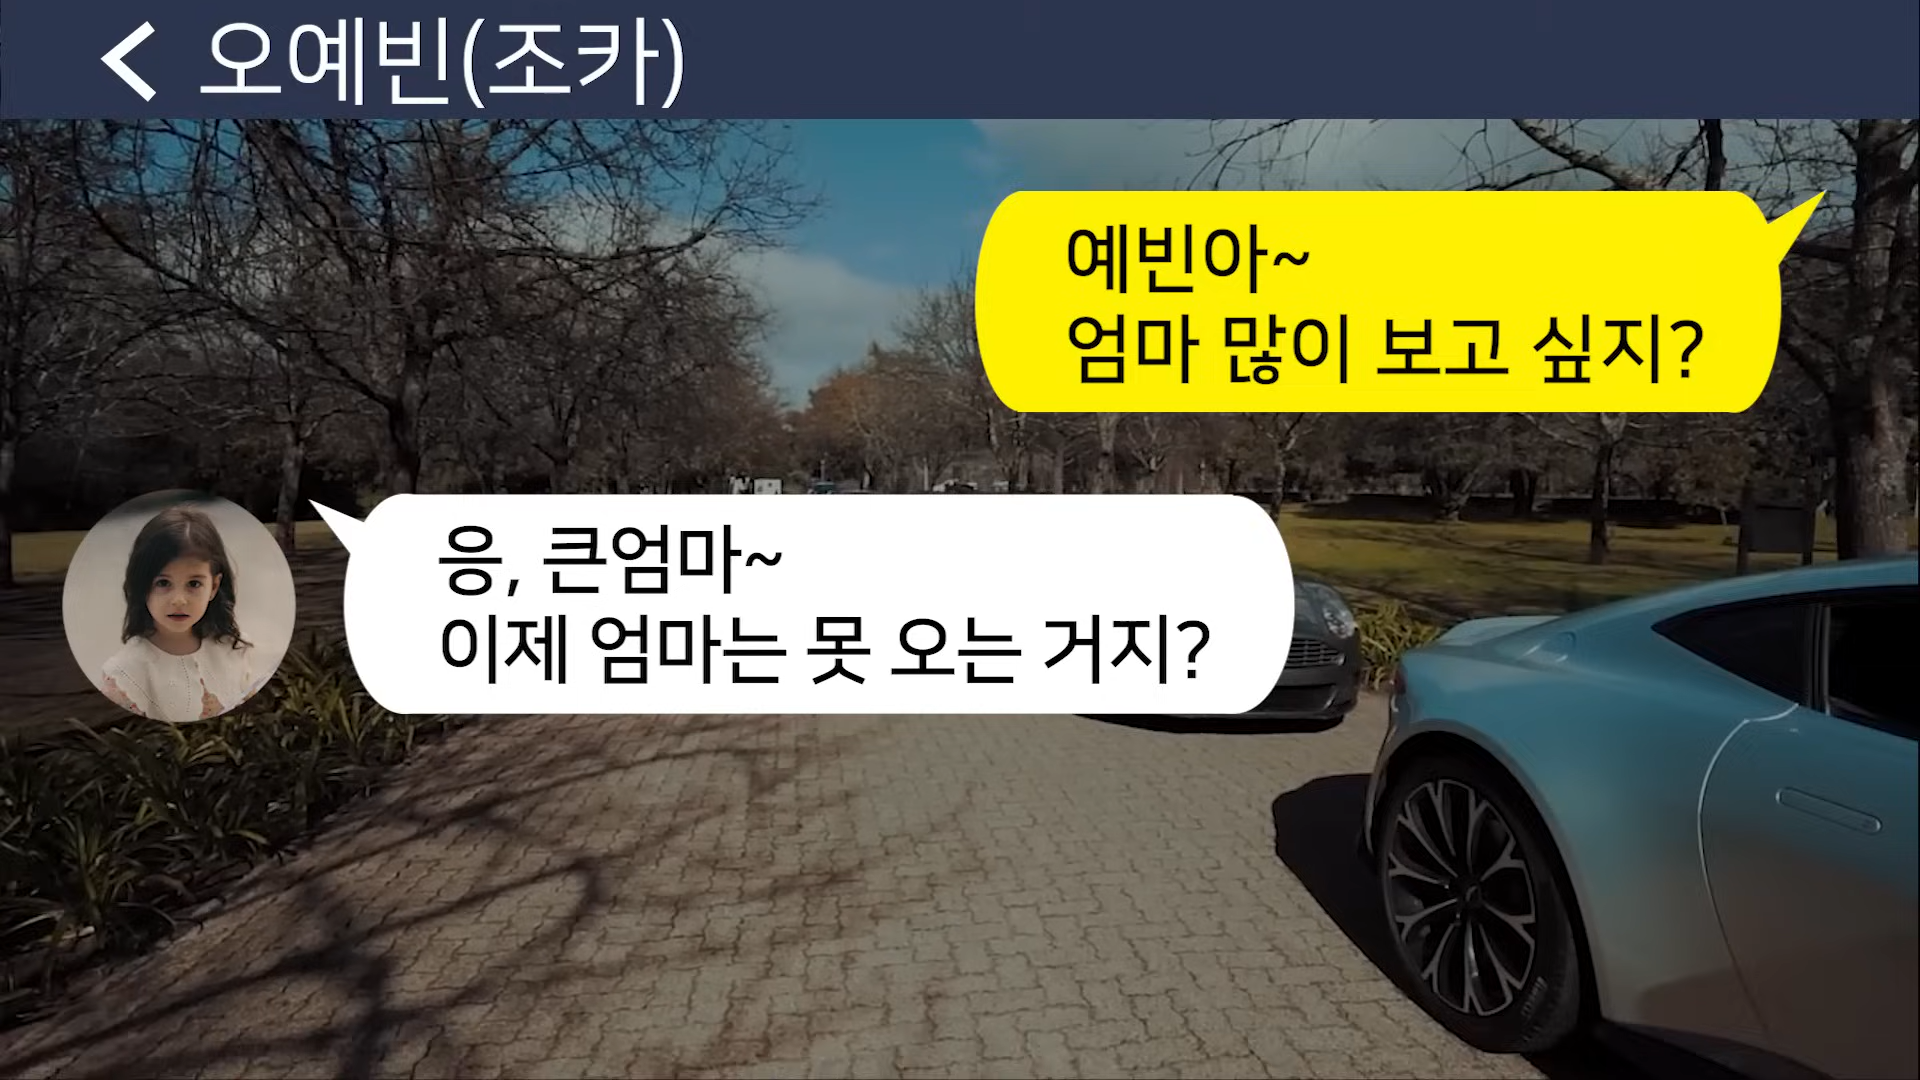 오예빈(조카)
예빈아~
엄마 많이 보고 싶지?
응, 큰엄마~
이제 엄마는 못 오는 거지?